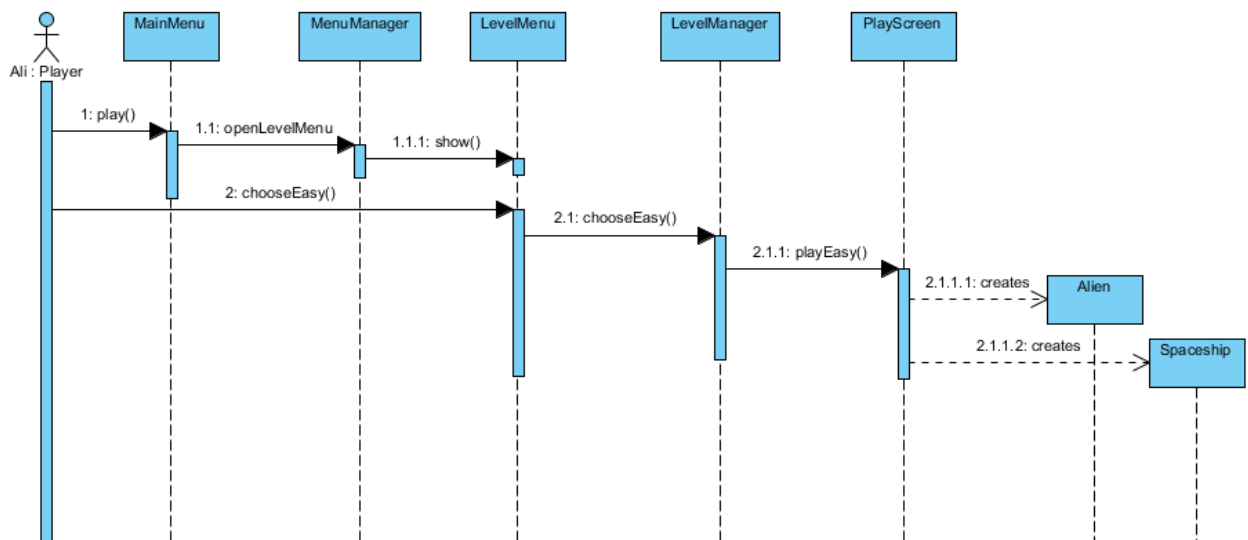 MainMenu
MenuManager
LevelMenu
LevelManager
PlayScreen
Ali : Player
1: play()
1.1: openLevelMenu
1.1.1: show()
2: chooseEasy()
2.1: chooseEasy()
2.1.1: playEasy()
2.1.1.1: creates
Alien
2.1.1.2: creates
Spaceship